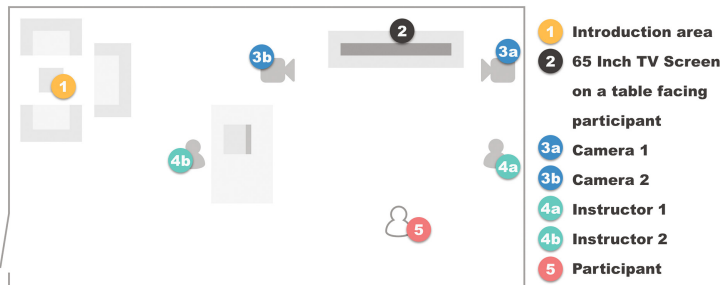 2
3b
3a
1
4b
4a
5
1 Introduction area
2 65 Inch TV Screen
on a table facing
participant
3a Camera 1
3b Camera 2
4a Instructor 1
4b Instructor 2
5 Participant